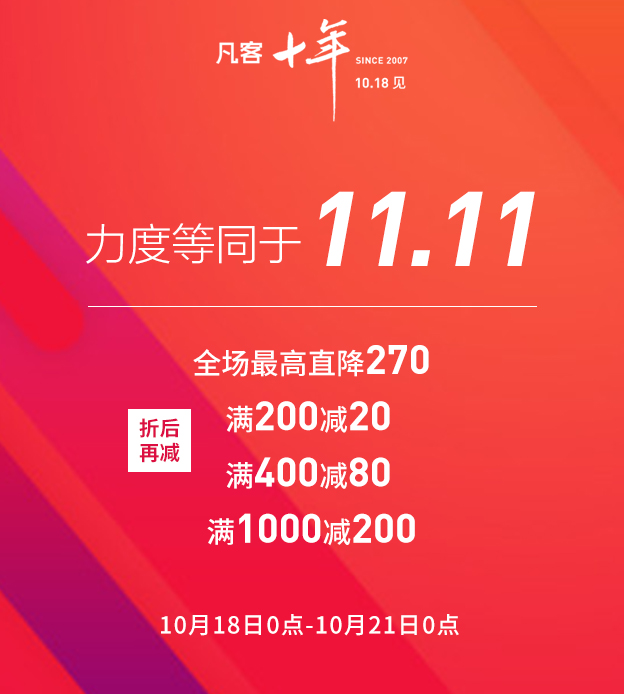 凡客 十年 SINCE 2007
10.18 见
力度等同于 11.11
全场最高直降270
折后
再减
满200减20
满400减80
满1000减200
10月18日0点-10月21日0点